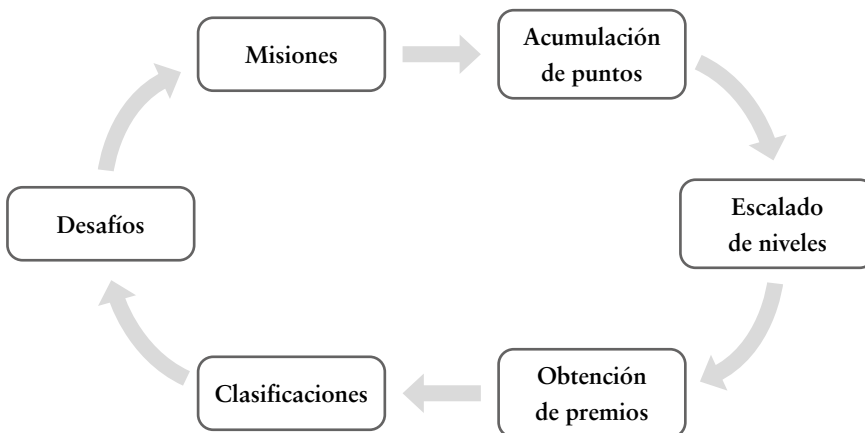 Misiones
Acumulación
de puntos
Escalado
de niveles
Obtención
de premios
Clasificaciones
Desafíos